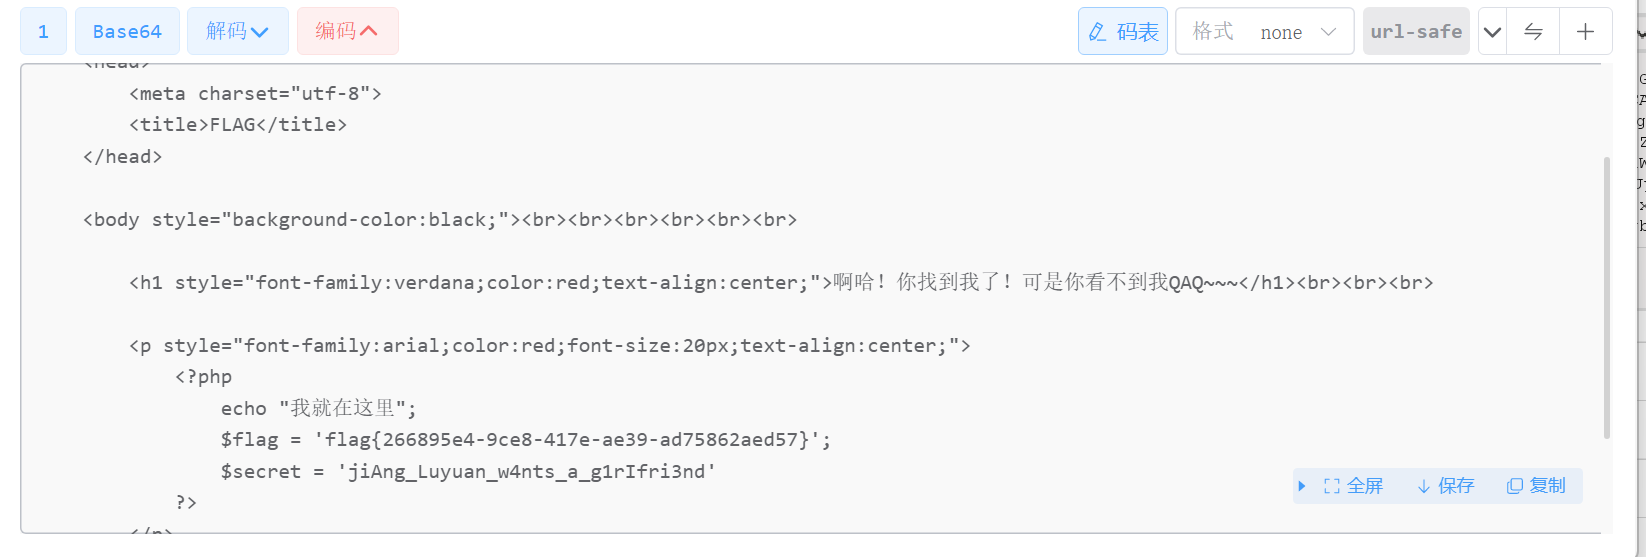 1 Base64 解码 编码 码表 格式 none url-safe
<head>
<meta charset="utf-8">
<title>FLAG</title>
</head>
<body style="background-color:black;"><br><br><br><br><br><br>
<h1 style="font-family:verdana;color:red;text-align:center;">啊哈！你找到我了！可是你看不到我QAQ~~~</h1><br><br><br>
<p style="font-family:arial;color:red;font-size:20px;text-align:center;">
<?php
echo "我就在这里";
$flag = 'flag{266895e4-9ce8-417e-ae39-ad75862aed57}';
$secret = 'jiAng_Luyuan_w4nts_a_g1rIfri3nd'
?>
</p>
全屏 保存 复制